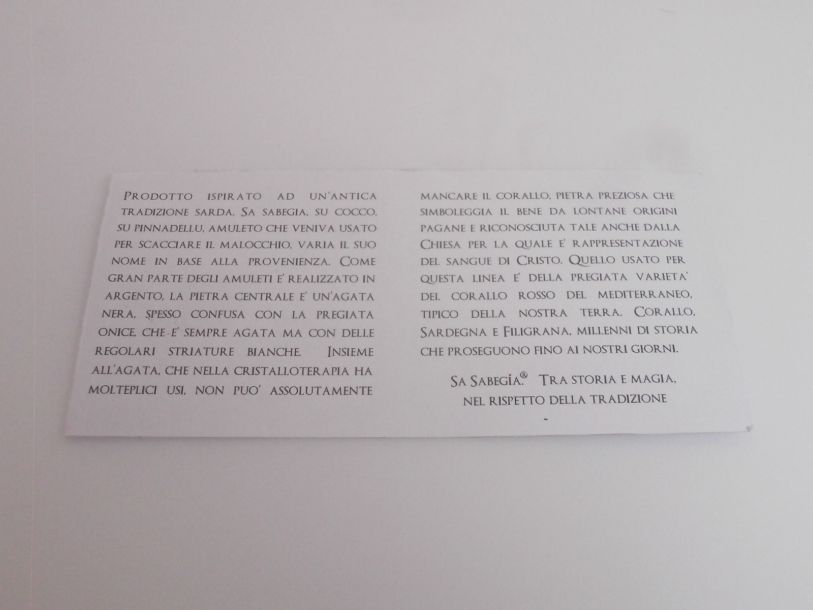 Prodotto ispirato ad un'antica
tradizione sarda. Sa Sabegia, su cocco,
su pinnadellu, amuleto che veniva usato
per scacciare il malocchio, varia il suo
nome in base alla provenienza. Come
gran parte degli amuleti e' realizzato in
argento, la pietra centrale e' un'agata
nera, spesso confusa con la pregiata
onice, che e' sempre agata ma con delle
regolari striature bianche. Insieme
all'agata, che nella cristalloterapia ha
molteplici usi, non puo' assolutamente
mancare il corallo, pietra preziosa che
simboleggia il bene da lontane origini
pagane e riconosciuta tale anche dalla
Chiesa per la quale e' rappresentazione
del sangue di Cristo. Quello usato per
questa linea e' della pregiata varieta'
del corallo rosso del mediterraneo,
tipico della nostra terra. Corallo,
Sardegna e Filigrana, millenni di storia
che proseguono fino ai nostri giorni.
Sa Sabegía.® Tra storia e magia,
nel rispetto della tradizione
-